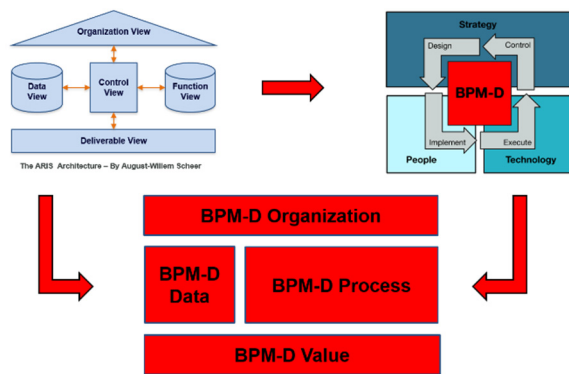 Organization View
Data
View
Control
View
Function
View
Deliverable View
The ARIS Architecture – By August-Willem Scheer
Strategy
Design
Control
BPM-D
Implement
Execute
People
Technology
BPM-D Organization
BPM-D
Data
BPM-D Process
BPM-D Value